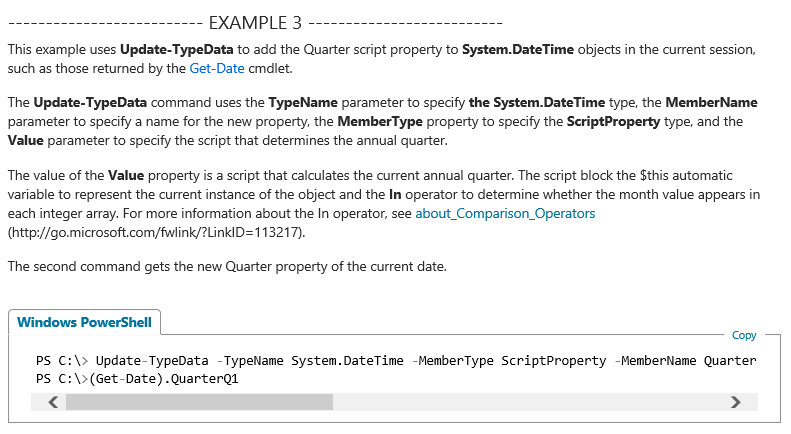 -------------------------- EXAMPLE 3 --------------------------
This example uses Update-TypeData to add the Quarter script property to System.DateTime objects in the current session,
such as those returned by the Get-Date cmdlet.
The Update-TypeData command uses the TypeName parameter to specify the System.DateTime type, the MemberName
parameter to specify a name for the new property, the MemberType property to specify the ScriptProperty type, and the
Value parameter to specify the script that determines the annual quarter.
The value of the Value property is a script that calculates the current annual quarter. The script block the $this automatic
variable to represent the current instance of the object and the In operator to determine whether the month value appears in
each integer array. For more information about the In operator, see about_Comparison_Operators
(http://go.microsoft.com/fwlink/?LinkID=113217).
The second command gets the new Quarter property of the current date.
Windows PowerShell
Copy
PS C:\> Update-TypeData -TypeName System.DateTime -MemberType ScriptProperty -MemberName Quarter
PS C:\>(Get-Date).QuarterQ1